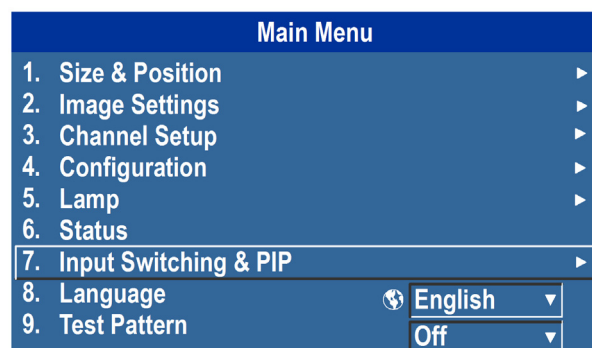 Main Menu
1. Size & Position
2. Image Settings
3. Channel Setup
4. Configuration
5. Lamp
6. Status
7. Input Switching & PIP
8. Language English
9. Test Pattern Off